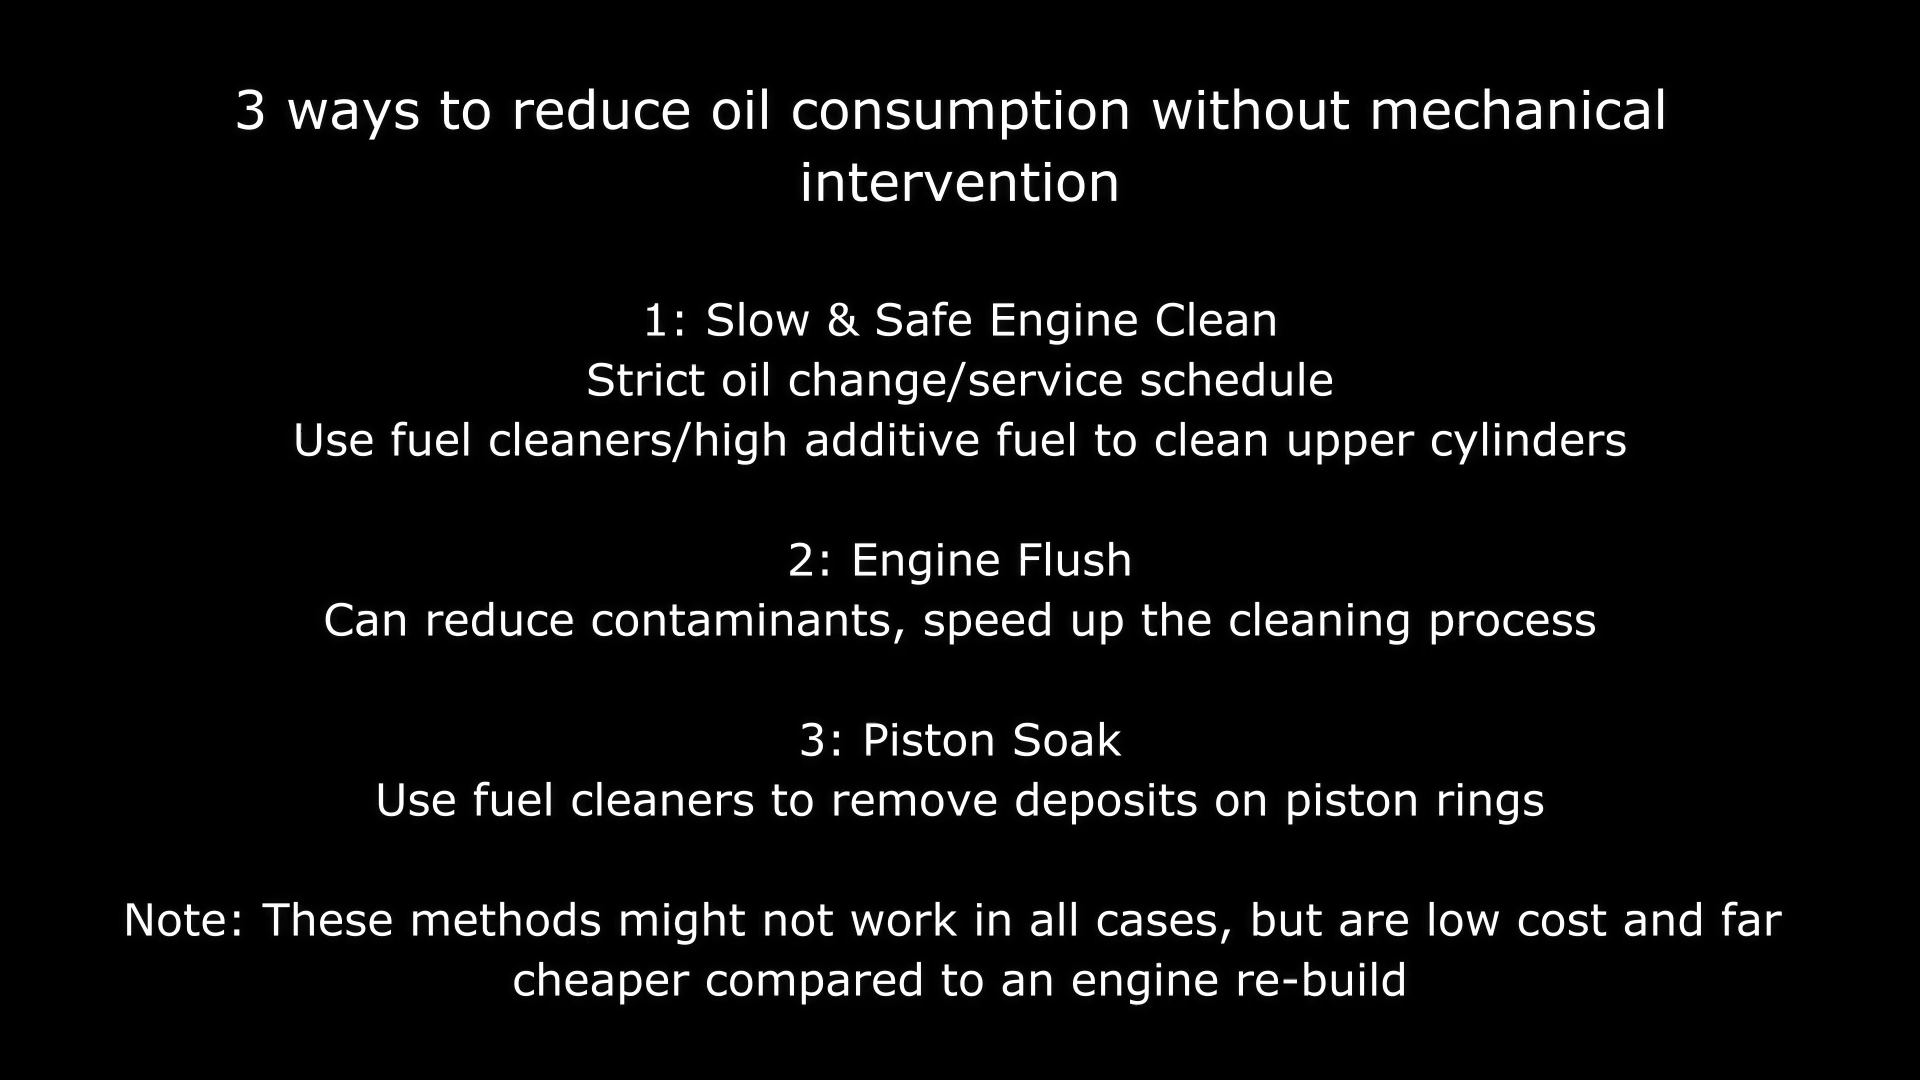 3 ways to reduce oil consumption without mechanical
intervention
1: Slow & Safe Engine Clean
Strict oil change/service schedule
Use fuel cleaners/high additive fuel to clean upper cylinders
2: Engine Flush
Can reduce contaminants, speed up the cleaning process
3: Piston Soak
Use fuel cleaners to remove deposits on piston rings
Note: These methods might not work in all cases, but are low cost and far
cheaper compared to an engine re-build